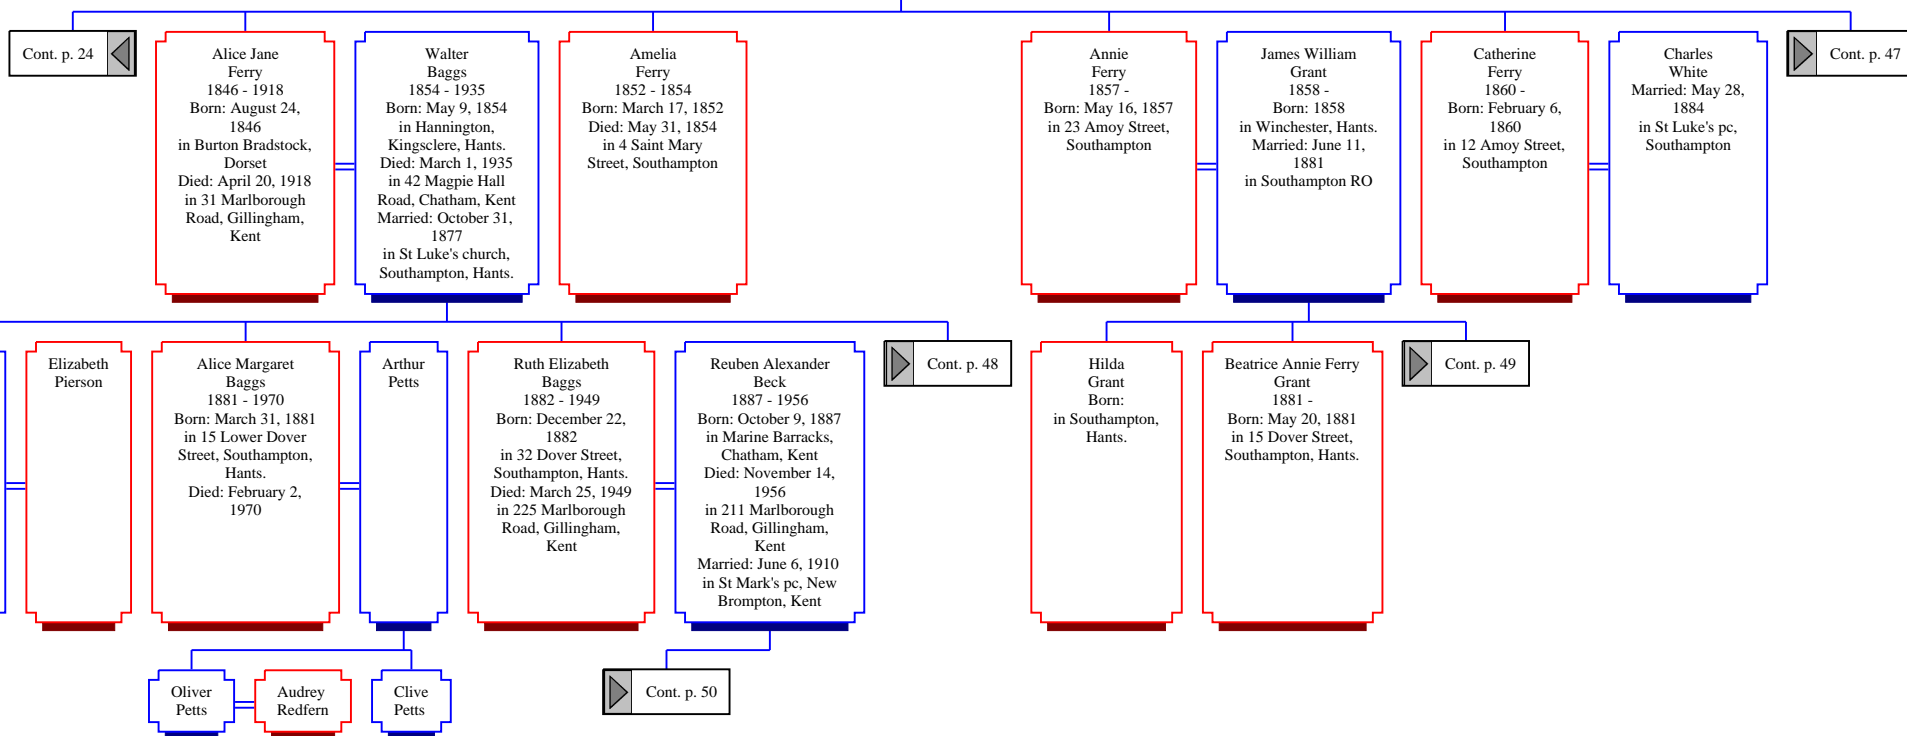 Cont. p. 24
Alice Jane
Ferry
1846 - 1918
Born: August 24,
1846
in Burton Bradstock,
Dorset
Died: April 20, 1918
in 31 Marlborough
Road, Gillingham,
Kent
Walter
Baggs
1854 - 1935
Born: May 9, 1854
in Hannington,
Kingsclere, Hants.
Died: March 1, 1935
in 42 Magpie Hall
Road, Chatham, Kent
Married: October 31,
1877
in St Luke's church,
Southampton, Hants.
Amelia
Ferry
1852 - 1854
Born: March 17, 1852
Died: May 31, 1854
in 4 Saint Mary
Street, Southampton
Annie
Ferry
1857 -
Born: May 16, 1857
in 23 Amoy Street,
Southampton
James William
Grant
1858 -
Born: 1858
in Winchester, Hants.
Married: June 11,
1881
in Southampton RO
Catherine
Ferry
1860 -
Born: February 6,
1860
in 12 Amoy Street,
Southampton
Charles
White
Married: May 28,
1884
in St Luke's pc,
Southampton
Cont. p. 47
Elizabeth
Pierson
Alice Margaret
Baggs
1881 - 1970
Born: March 31, 1881
in 15 Lower Dover
Street, Southampton,
Hants.
Died: February 2,
1970
Arthur
Petts
Ruth Elizabeth
Baggs
1882 - 1949
Born: December 22,
1882
in 32 Dover Street,
Southampton, Hants.
Died: March 25, 1949
in 225 Marlborough
Road, Gillingham,
Kent
Reuben Alexander
Beck
1887 - 1956
Born: October 9, 1887
in Marine Barracks,
Chatham, Kent
Died: November 14,
1956
in 211 Marlborough
Road, Gillingham,
Kent
Married: June 6, 1910
in St Mark's pc, New
Brompton, Kent
Cont. p. 48
Hilda
Grant
Born:
in Southampton,
Hants.
Beatrice Annie Ferry
Grant
1881 -
Born: May 20, 1881
in 15 Dover Street,
Southampton, Hants.
Cont. p. 49
Oliver
Petts
Audrey
Redfern
Clive
Petts
Cont. p. 50